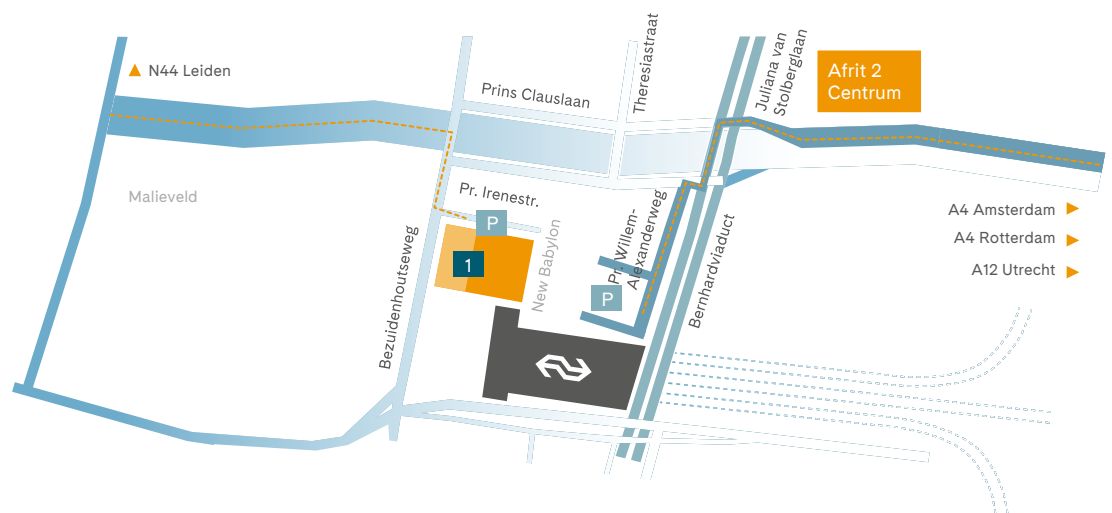 N44 Leiden
Prins Clauslaan
Theresiastraat
Juliana van
Stolberglaan
Afrit 2
Centrum
Malieveld
Pr. Irenestr.
P
1
New Babylon
Pr. Willem-
Alexanderweg
P
Bezuidenhoutseweg
Bernhardviaduct
A4 Amsterdam
A4 Rotterdam
A12 Utrecht